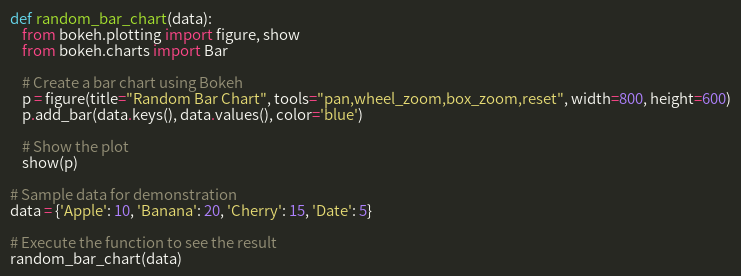 def random_bar_chart(data):
    from bokeh.plotting import figure, show
    from bokeh.charts import Bar

    # Create a bar chart using Bokeh
    p = figure(title="Random Bar Chart", tools="pan,wheel_zoom,box_zoom,reset", width=800, height=600)
    p.add_bar(data.keys(), data.values(), color='blue')

    # Show the plot
    show(p)

# Sample data for demonstration
data = {'Apple': 10, 'Banana': 20, 'Cherry': 15, 'Date': 5}

# Execute the function to see the result
random_bar_chart(data)